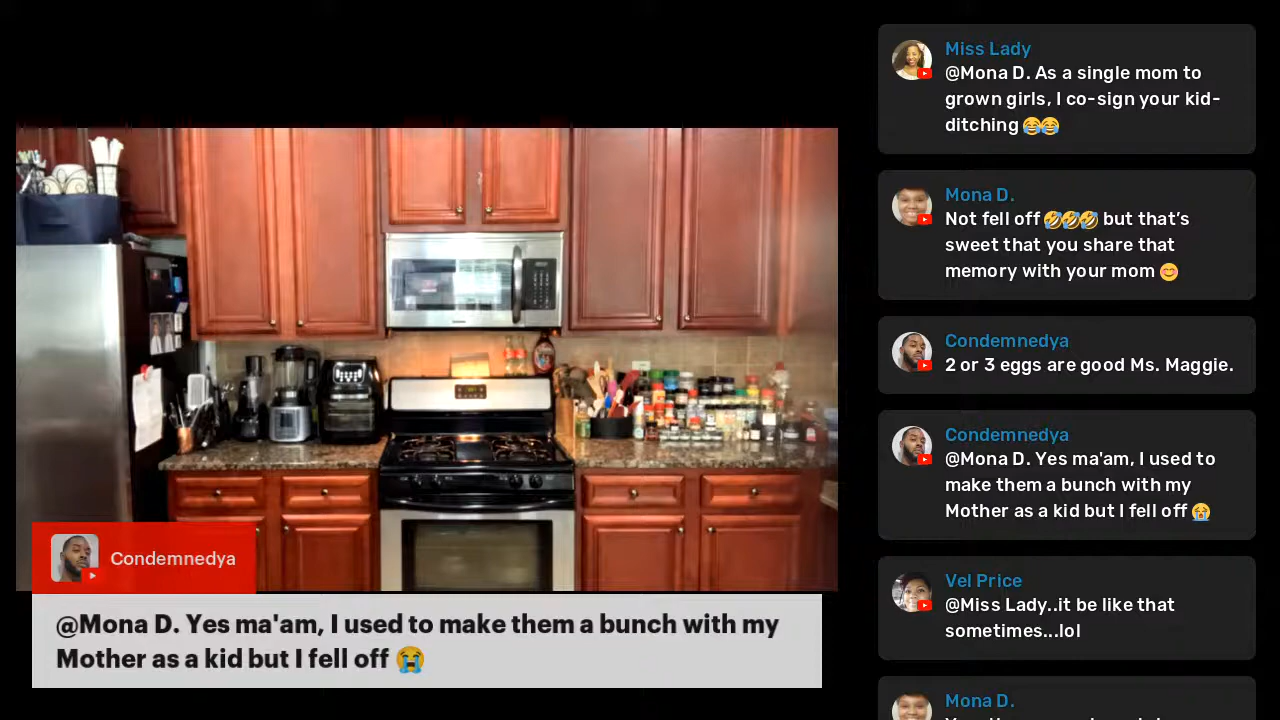 Miss Lady
@Mona D. As a single mom to
grown girls, I co-sign your kid-
ditching 😂😂
Mona D.
Not fell off 🤣🤣🤣 but that's
sweet that you share that
memory with your mom 😊
Condemnedya
2 or 3 eggs are good Ms. Maggie.
Condemnedya
@Mona D. Yes ma'am, I used to
make them a bunch with my
Mother as a kid but I fell off 😭
Vel Price
@Miss Lady..it be like that
sometimes...lol
Mona D.
Condemnedya
@Mona D. Yes ma'am, I used to make them a bunch with my
Mother as a kid but I fell off 😭